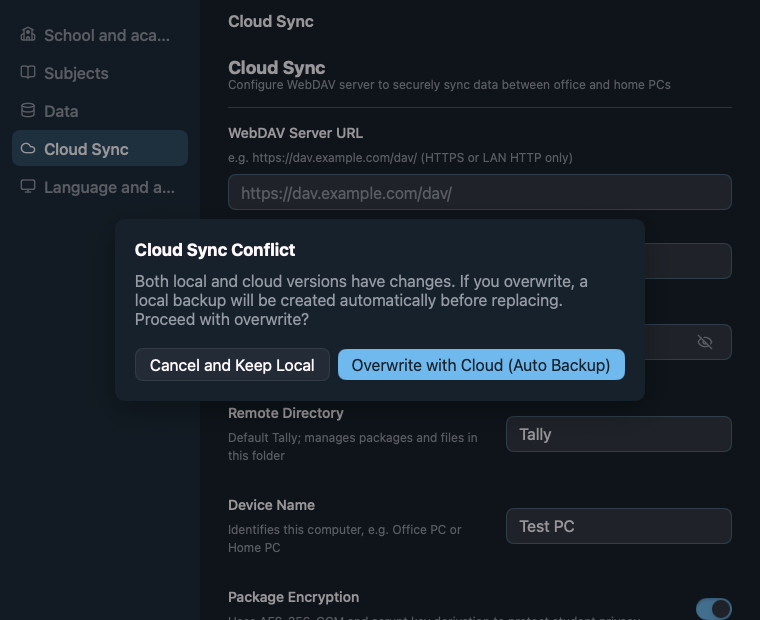 School and aca...
Subjects
Data
Cloud Sync
Language and a...
Cloud Sync
Cloud Sync
Configure WebDAV server to securely sync data between office and home PCs
WebDAV Server URL
e.g. https://dav.example.com/dav/ (HTTPS or LAN HTTP only)
https://dav.example.com/dav/
Cloud Sync Conflict
Both local and cloud versions have changes. If you overwrite, a
local backup will be created automatically before replacing.
Proceed with overwrite?
Cancel and Keep Local
Overwrite with Cloud (Auto Backup)
Remote Directory
Default Tally; manages packages and files in
this folder
Tally
Device Name
Identifies this computer, e.g. Office PC or
Home PC
Test PC
Package Encryption